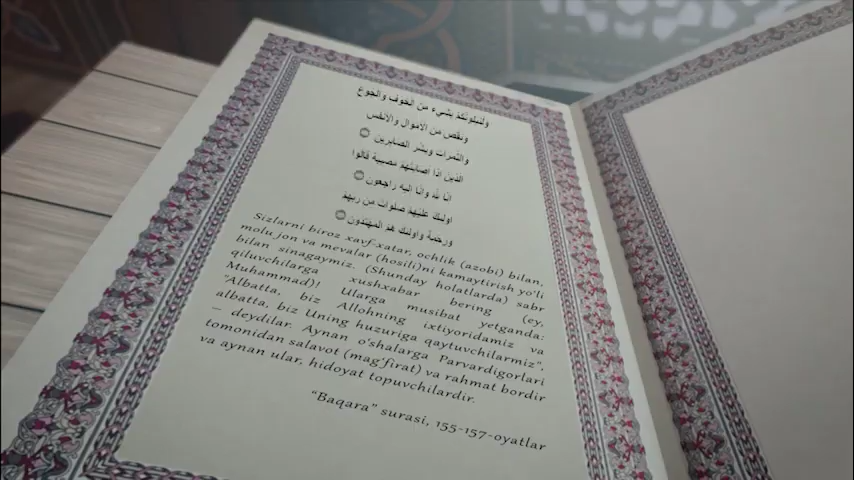 ولنبلونكم بشيء من الخوف والجوع
ونقص من الأموال والأنفس
والثمرات وبشر الصابرين
الذين إذا أصابتهم مصيبة قالوا
إنا لله وإنا إليه راجعون
أولئك عليهم صلوات من ربهم
ورحمة وأولئك هم المهتدون
Sizlarni biroz xavf-xatar, ochlik (azobi) bilan,
molu jon va mevalar (hosili)ni kamaytirish yo'li
bilan sinagaymiz. (Shunday holatlarda) sabr
qiluvchilarga xushxabar bering (ey,
Muhammad)! Ularga musibat yetganda:
"Albatta, biz Allohning ixtiyoridamiz va
albatta, biz Uning huzuriga qaytuvchilarmiz",
– deydilar. Aynan o'shalarga Parvardigorlari
tomonidan salavot (mag'firat) va rahmat bordir
va aynan ular, hidoyat topuvchilardir.
"Baqara" surasi, 155-157-oyatlar